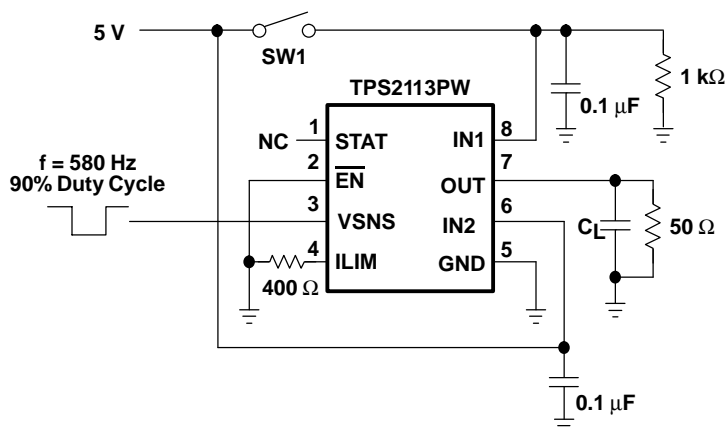 5 V
SW1
TPS2113PW
0.1 μF
1 kΩ
NC
1
STAT
IN1
8
f = 580 Hz
90% Duty Cycle
2
EN
OUT
7
3
VSNS
IN2
6
CL
50 Ω
4
ILIM
GND
5
400 Ω
0.1 μF